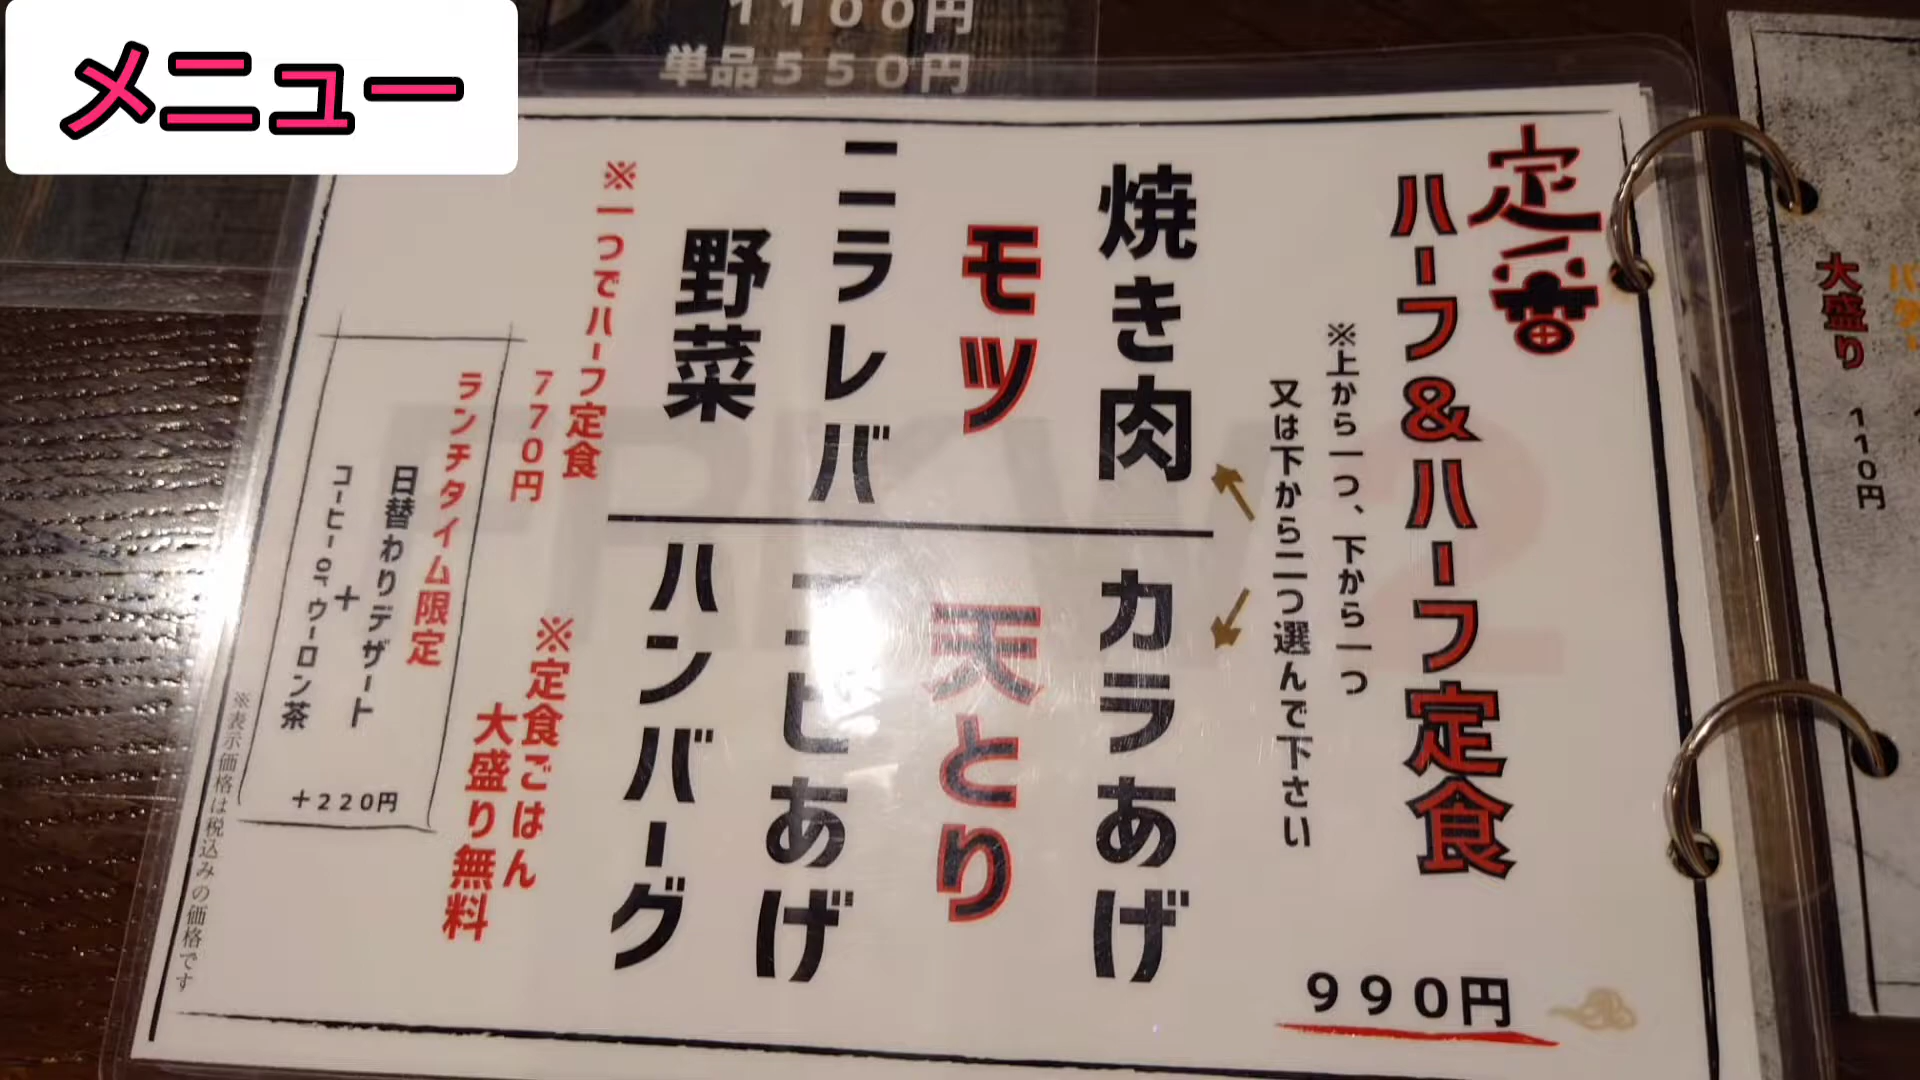 メニュー
1100円
単品550円
定番
ハーフ&ハーフ定食
990円
※上から一つ、下から一つ
又は下から二つ選んで下さい
焼き肉
モツ
ニラレバ
野菜
カラあげ
天とり
エビあげ
ハンバーグ
※一つでハーフ定食
770円
※定食ごはん
大盛り無料
ランチタイム限定
日替わりデザート
+
コーヒーorウーロン茶
+220円
※表示価格は税込みの価格です
大盛り 110円